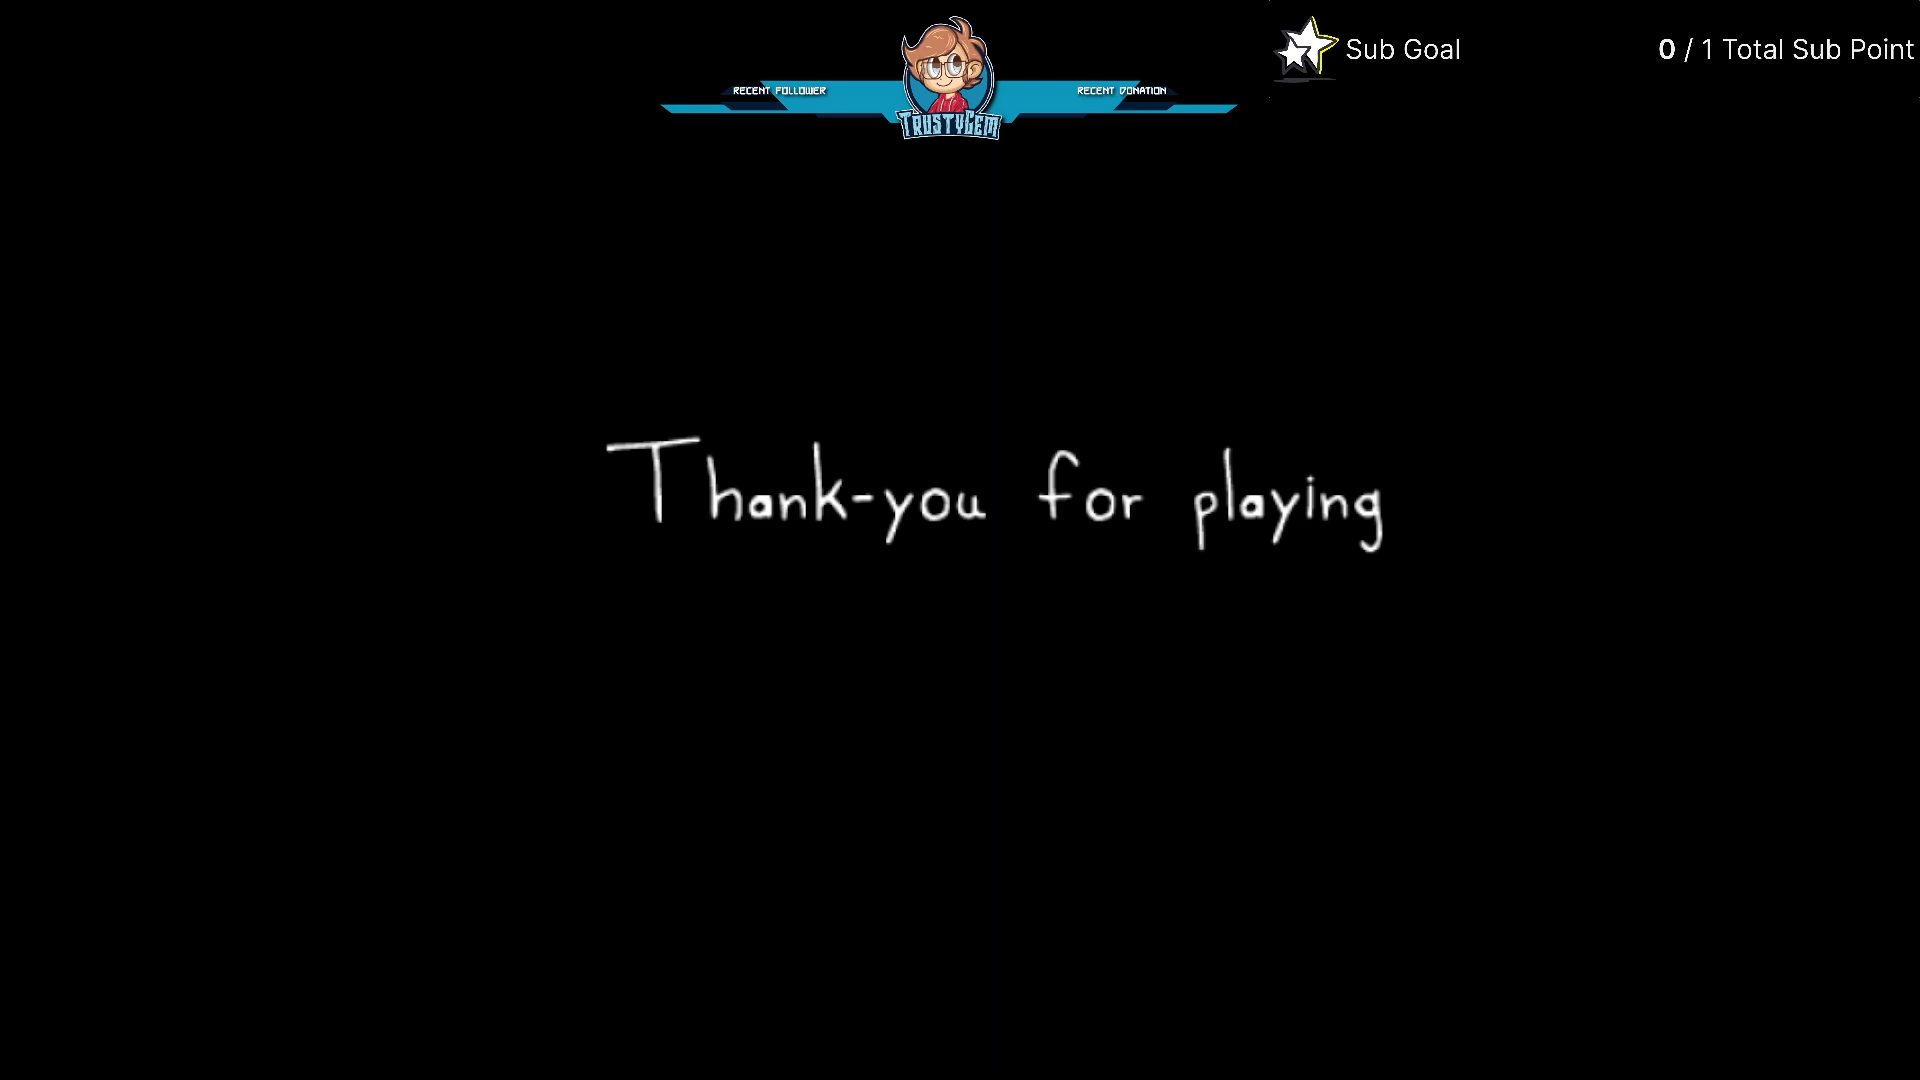 Sub Goal
0 / 1 Total Sub Point
RECENT FOLLOWER
RECENT DONATION
TRUSTYGEM
Thank-you for playing